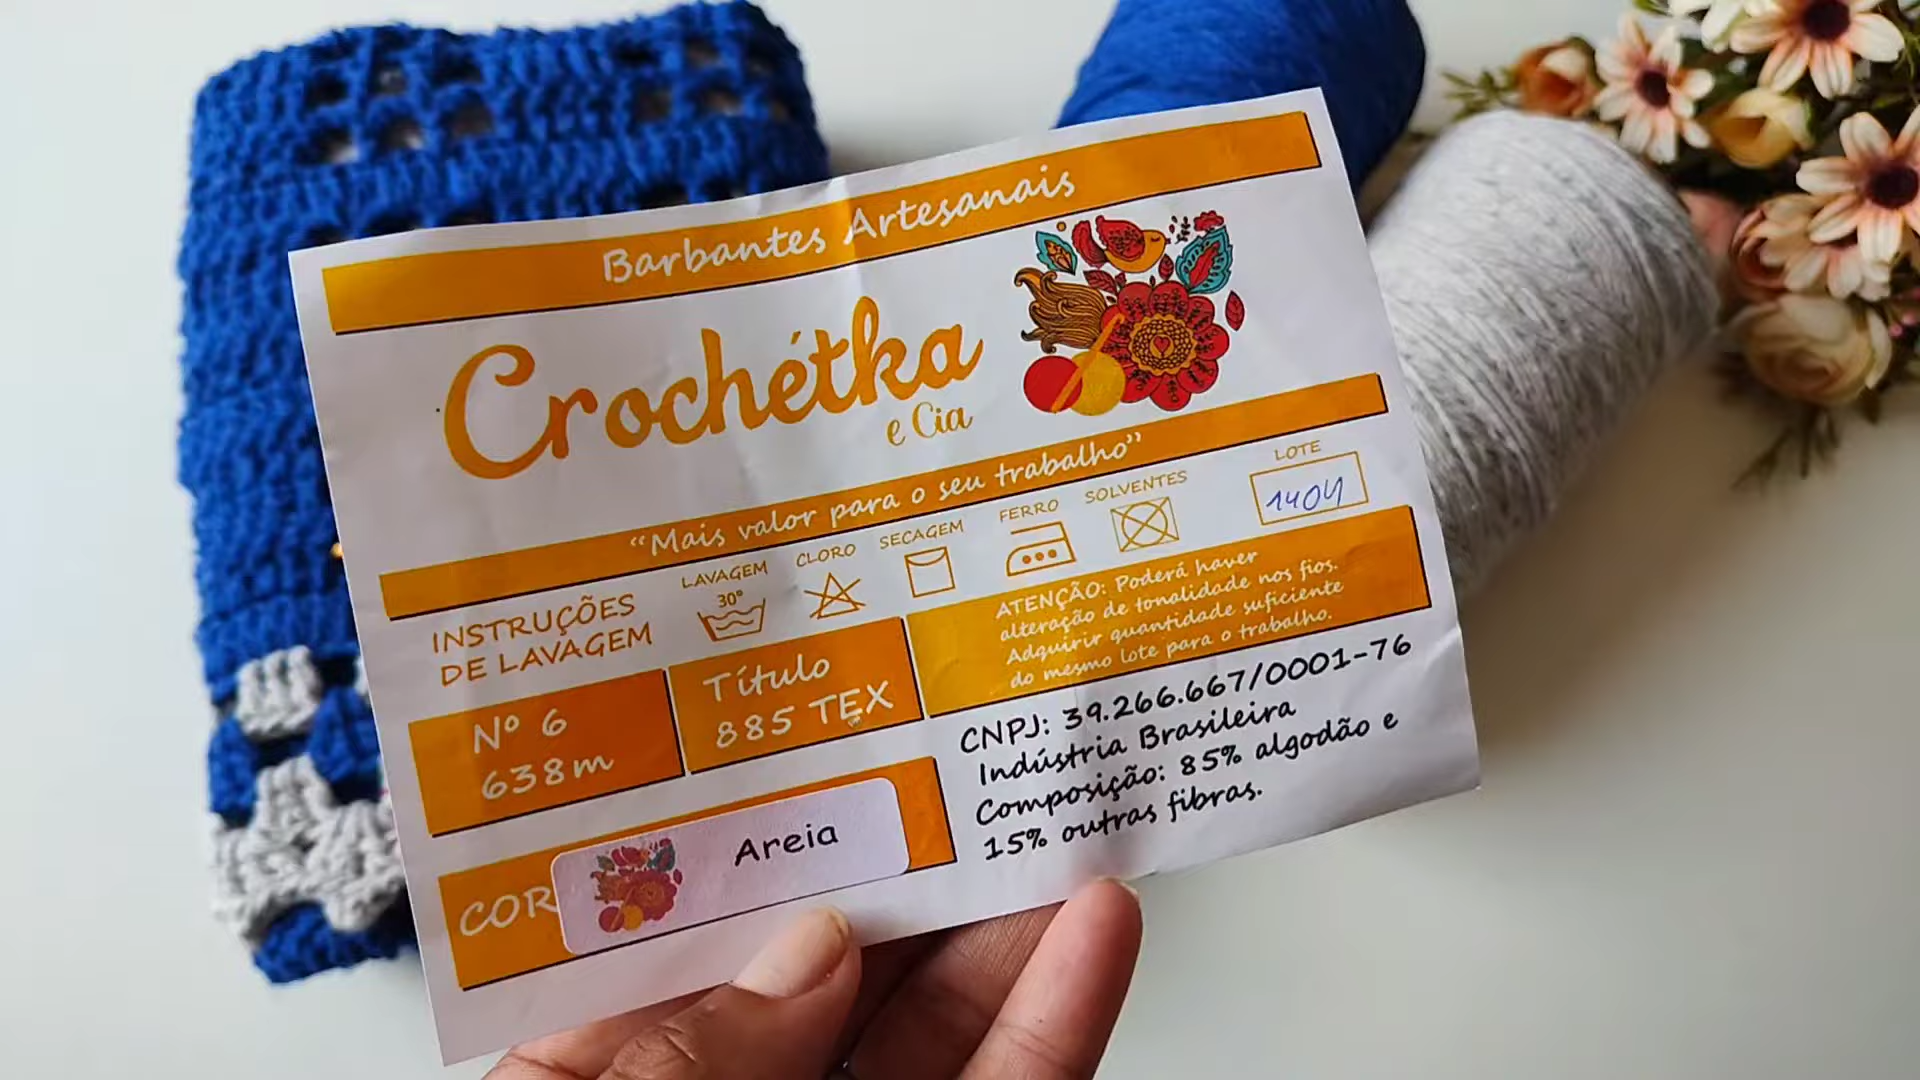 Barbantes Artesanais
Crochétka
e Cia
“Mais valor para o seu trabalho”
INSTRUÇÕES
DE LAVAGEM
LAVAGEM
30°
CLORO
SECAGEM
FERRO
SOLVENTES
LOTE
1404
Nº 6
638m
Título
885 TEX
ATENÇÃO: Poderá haver
alteração de tonalidade nos fios.
Adquirir quantidade suficiente
do mesmo lote para o trabalho.
COR
Areia
CNPJ: 39.266.667/0001-76
Indústria Brasileira
Composição: 85% algodão e
15% outras fibras.